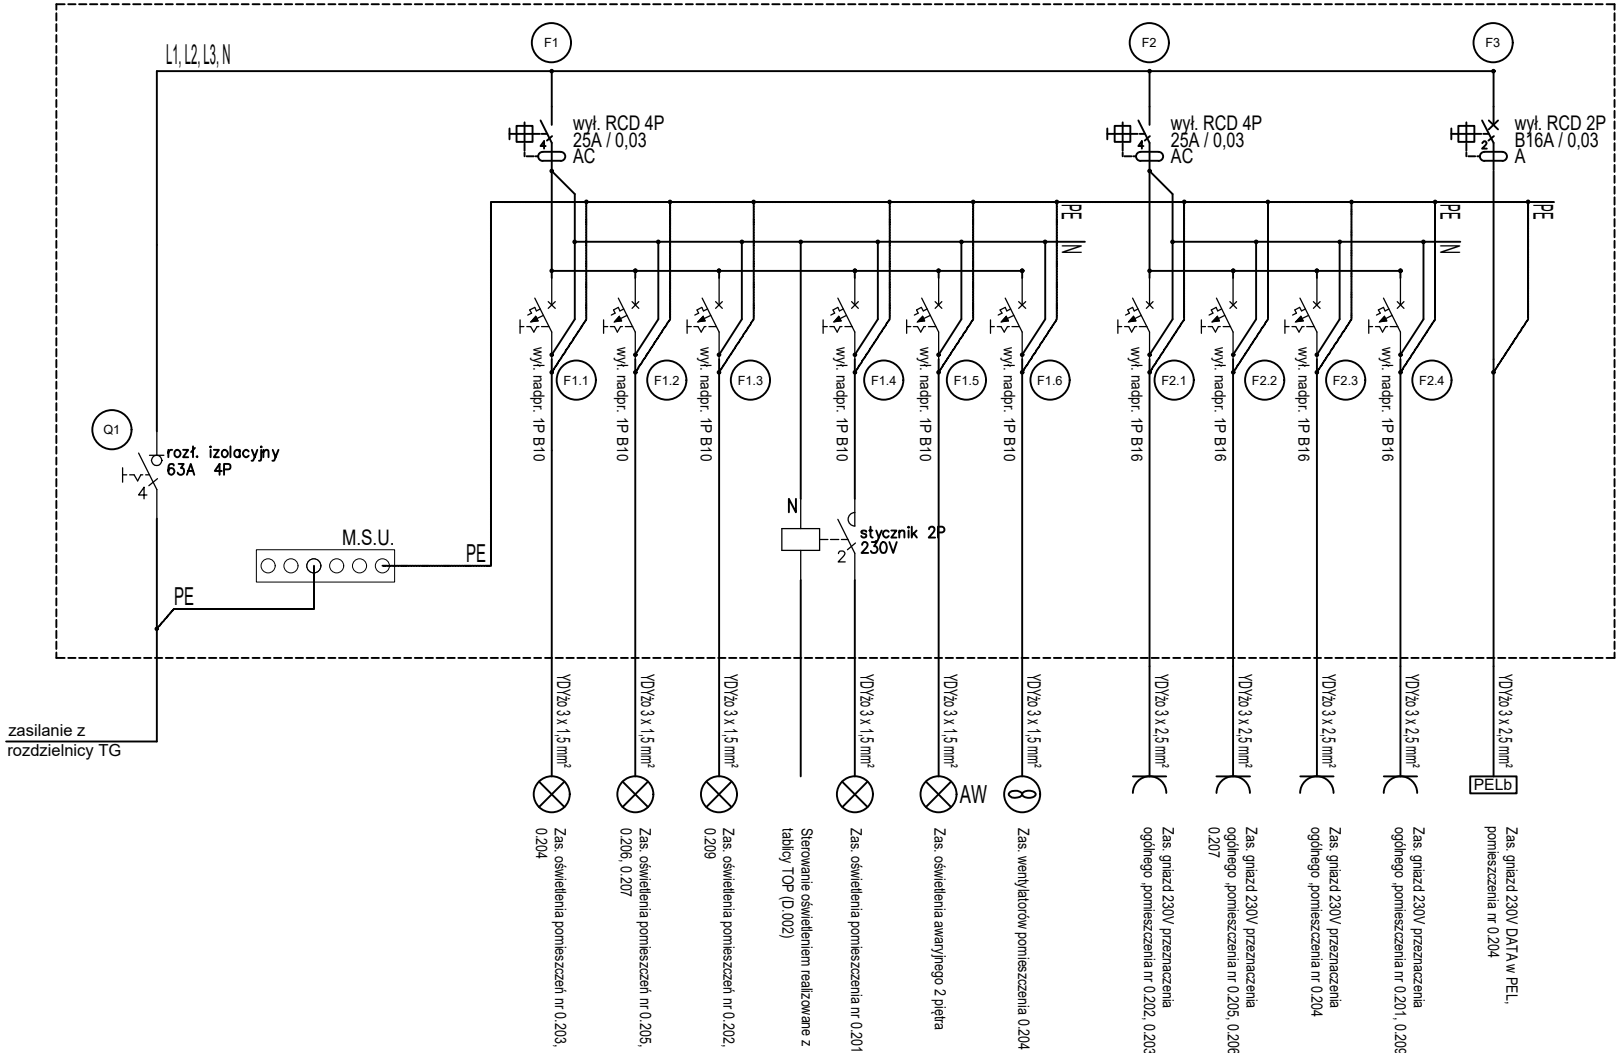 F1
F2
F3
L1, L2, L3, N
wył. RCD 4P
25A / 0,03
AC
4
wył. RCD 4P
25A / 0,03
AC
4
wył. RCD 2P
B16A / 0,03
A
2
PE
N
PE
N
PE
wył. nadpr. 1P B10
F1.1
wył. nadpr. 1P B10
F1.2
wył. nadpr. 1P B10
F1.3
wył. nadpr. 1P B10
F1.4
wył. nadpr. 1P B10
F1.5
wył. nadpr. 1P B10
F1.6
wył. nadpr. 1P B16
F2.1
wył. nadpr. 1P B16
F2.2
wył. nadpr. 1P B16
F2.3
wył. nadpr. 1P B16
F2.4
Q1
rozł. izolacyjny
63A 4P
4
M.S.U.
PE
PE
N
stycznik 2P
230V
2
zasilanie z
rozdzielnicy TG
YDYżo 3 x 1,5 mm²
YDYżo 3 x 1,5 mm²
YDYżo 3 x 1,5 mm²
YDYżo 3 x 1,5 mm²
YDYżo 3 x 1,5 mm²
YDYżo 3 x 1,5 mm²
YDYżo 3 x 2,5 mm²
YDYżo 3 x 2,5 mm²
YDYżo 3 x 2,5 mm²
YDYżo 3 x 2,5 mm²
YDYżo 3 x 2,5 mm²
AW
PELb
Zas. oświetlenia pomieszczeń nr 0.203,
0.204
Zas. oświetlenia pomieszczeń nr 0.205,
0.206, 0.207
Zas. oświetlenia pomieszczeń nr 0.202,
0.209
Sterowanie oświetleniem realizowane z
tablicy TOP (D.002)
Zas. oświetlenia pomieszczenia nr 0.201
Zas. oświetlenia awaryjnego 2 piętra
Zas. wentylatorów pomieszczenia 0.204
Zas. gniazd 230V przeznaczenia
ogólnego ,pomieszczenia nr 0.202, 0.203
Zas. gniazd 230V przeznaczenia
ogólnego ,pomieszczenia nr 0.205, 0.206
0.207
Zas. gniazd 230V przeznaczenia
ogólnego ,pomieszczenia nr 0.204
Zas. gniazd 230V przeznaczenia
ogólnego ,pomieszczenia nr 0.201, 0.209
Zas. gniazd 230V DATA w PEL,
pomieszczenia nr 0.204